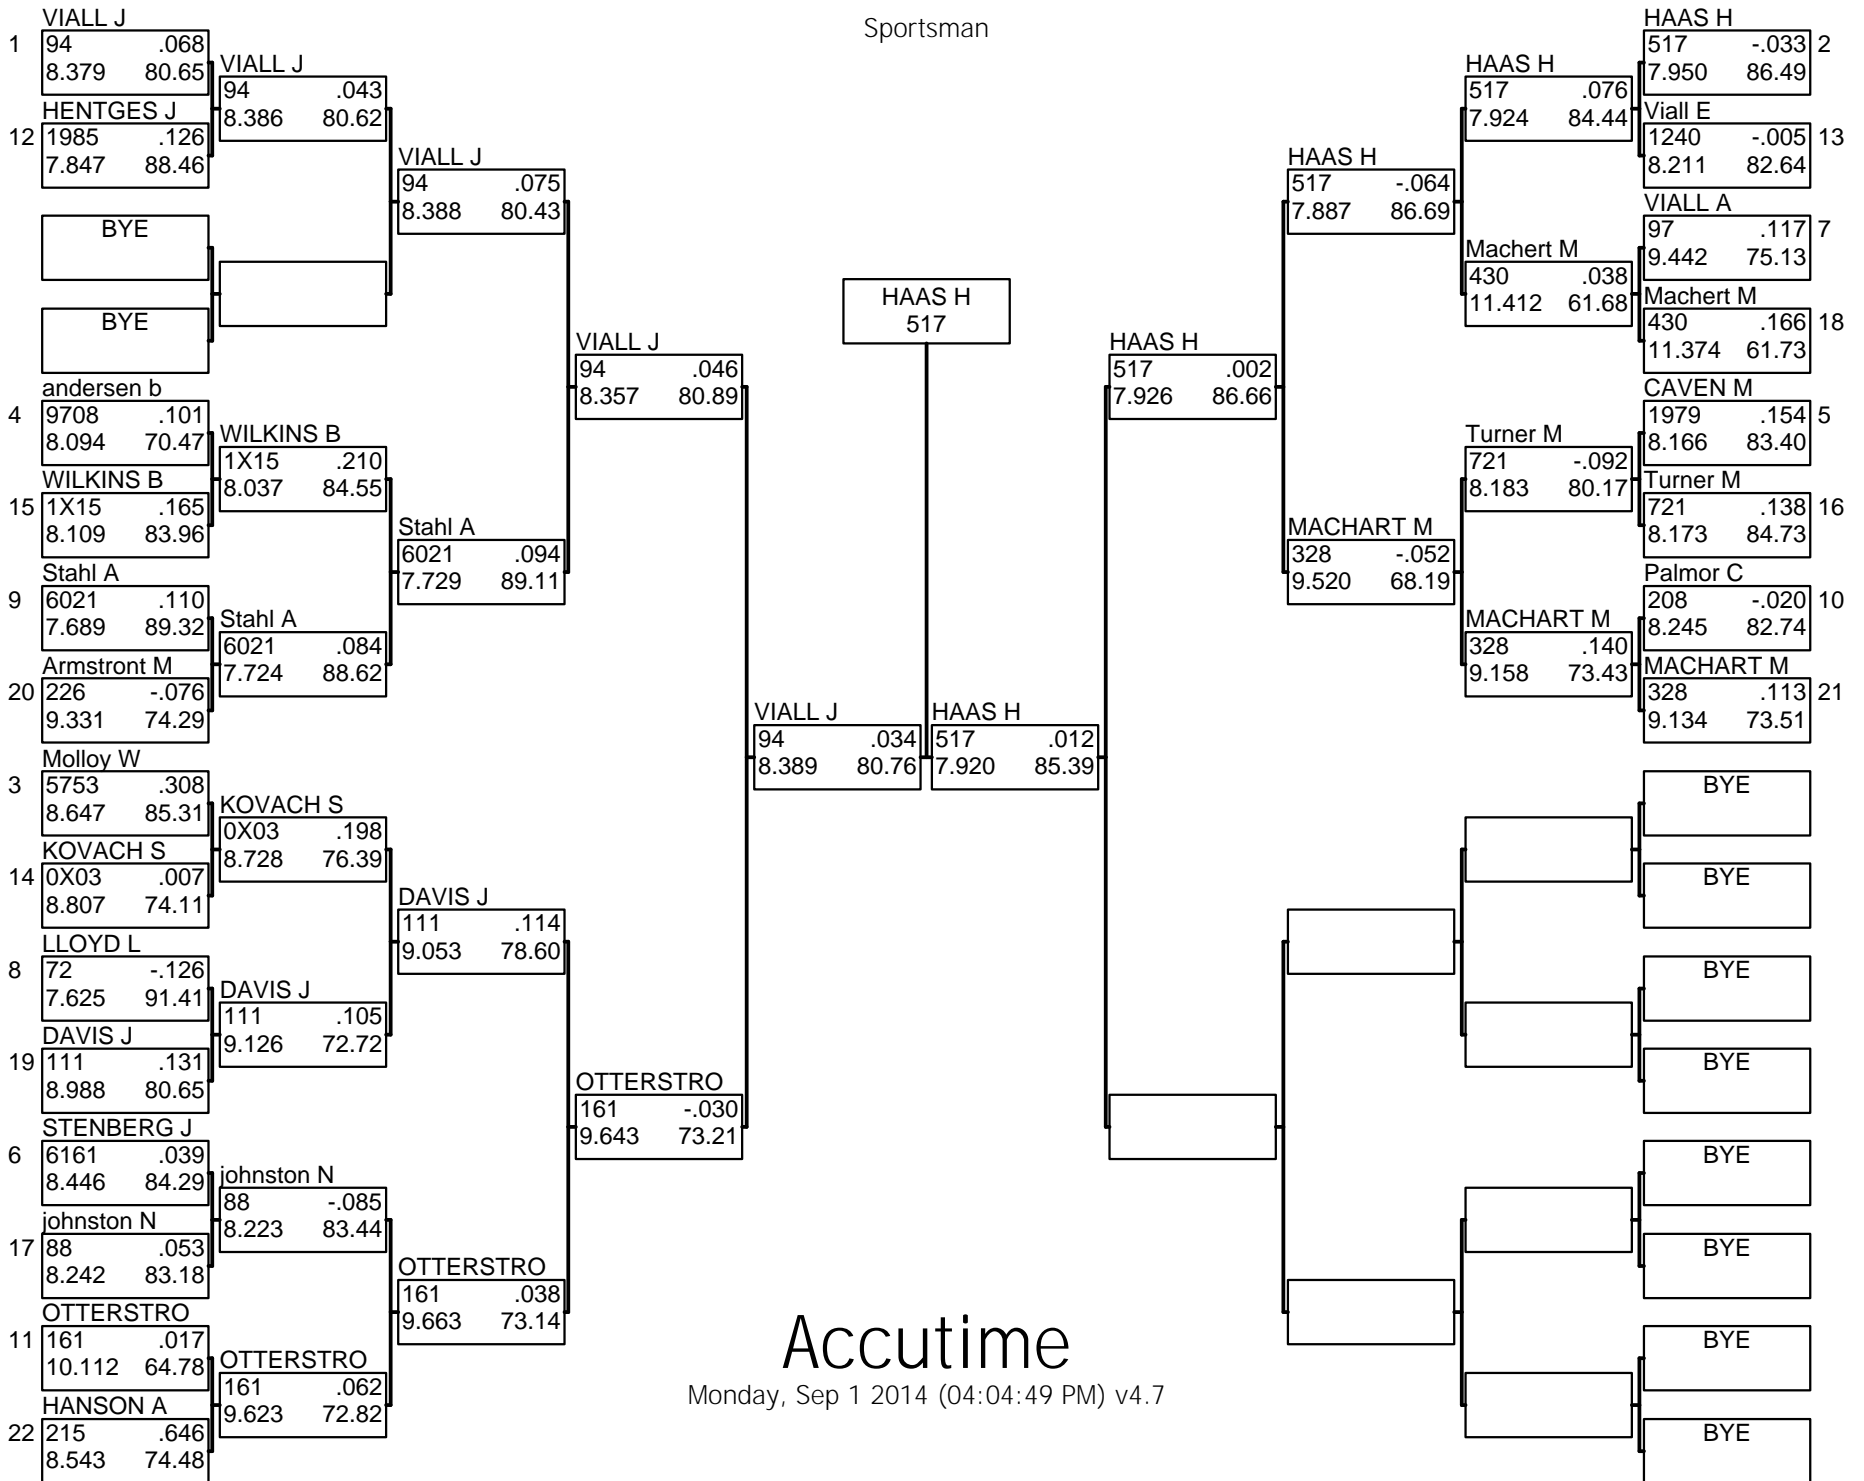 Sportsman
VIALL J
1 94 .068
8.379 80.65
HENTGES J
12 1985 .126
7.847 88.46
BYE
BYE
andersen b
4 9708 .101
8.094 70.47
WILKINS B
15 1X15 .165
8.109 83.96
Stahl A
9 6021 .110
7.689 89.32
Armstront M
20 226 -.076
9.331 74.29
Molloy W
3 5753 .308
8.647 85.31
KOVACH S
14 0X03 .007
8.807 74.11
LLOYD L
8 72 -.126
7.625 91.41
DAVIS J
19 111 .131
8.988 80.65
STENBERG J
6 6161 .039
8.446 84.29
johnston N
17 88 .053
8.242 83.18
OTTERSTRO
11 161 .017
10.112 64.78
HANSON A
22 215 .646
8.543 74.48
VIALL J
94 .043
8.386 80.62
WILKINS B
1X15 .210
8.037 84.55
Stahl A
6021 .084
7.724 88.62
KOVACH S
0X03 .198
8.728 76.39
DAVIS J
111 .105
9.126 72.72
johnston N
88 -.085
8.223 83.44
OTTERSTRO
161 .062
9.623 72.82
VIALL J
94 .075
8.388 80.43
Stahl A
6021 .094
7.729 89.11
DAVIS J
111 .114
9.053 78.60
OTTERSTRO
161 .038
9.663 73.14
VIALL J
94 .046
8.357 80.89
OTTERSTRO
161 -.030
9.643 73.21
VIALL J
94 .034
8.389 80.76
HAAS H
517
HAAS H
517 .012
7.920 85.39
HAAS H
517 .002
7.926 86.66
HAAS H
517 -.064
7.887 86.69
MACHART M
328 -.052
9.520 68.19
HAAS H
517 .076
7.924 84.44
Machert M
430 .038
11.412 61.68
Turner M
721 -.092
8.183 80.17
MACHART M
328 .140
9.158 73.43
HAAS H
517 -.033 2
7.950 86.49
Viall E
1240 -.005 13
8.211 82.64
VIALL A
97 .117 7
9.442 75.13
Machert M
430 .166 18
11.374 61.73
CAVEN M
1979 .154 5
8.166 83.40
Turner M
721 .138 16
8.173 84.73
Palmor C
208 -.020 10
8.245 82.74
MACHART M
328 .113 21
9.134 73.51
BYE
BYE
BYE
BYE
BYE
BYE
BYE
BYE
Accutime
Monday, Sep 1 2014 (04:04:49 PM) v4.7